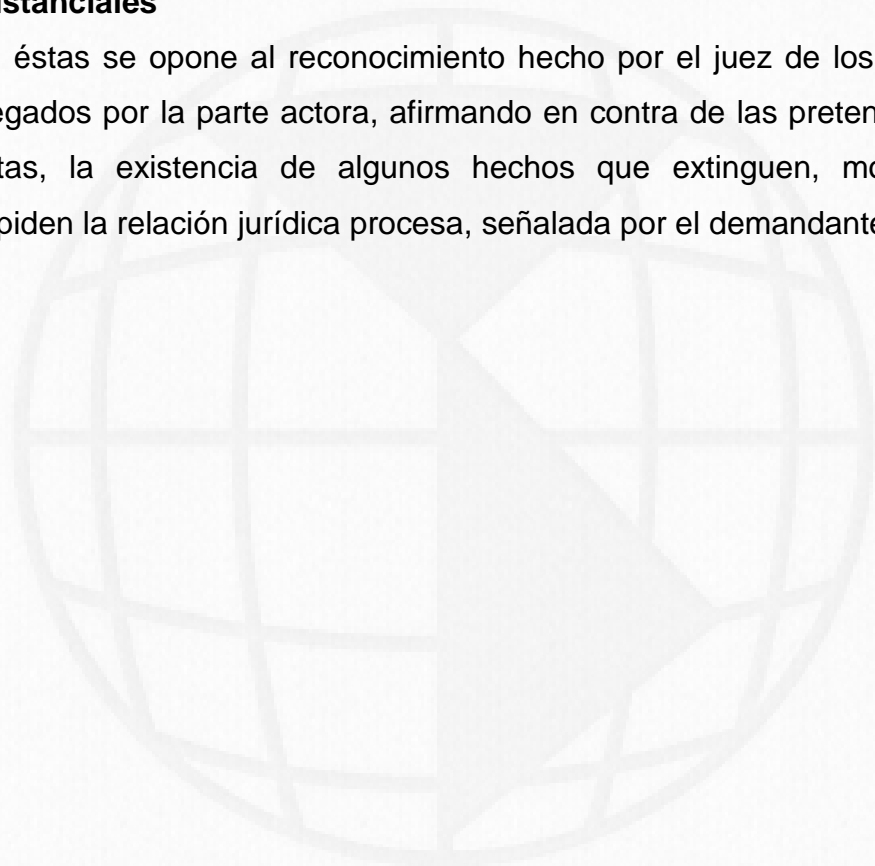 stanciales
éstas se opone al reconocimiento hecho por el juez de los
egados por la parte actora, afirmando en contra de las preten
tas, la existencia de algunos hechos que extinguen, mo
piden la relación jurídica procesa, señalada por el demandante